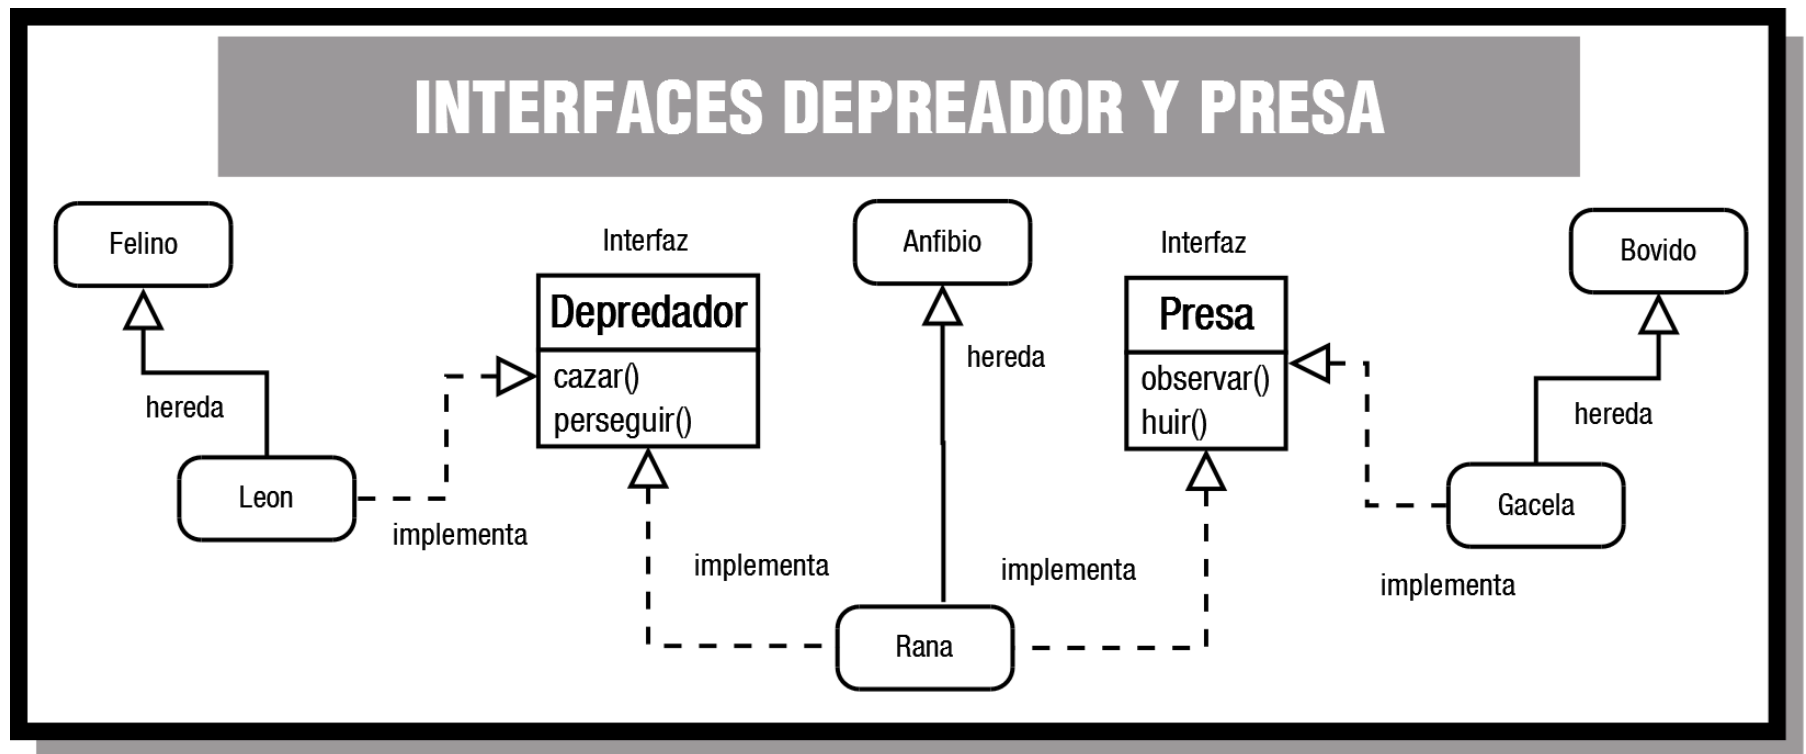 INTERFACES DEPREADOR Y PRESA
Felino
Interfaz
Anfibio
Interfaz
Bovido
Depredador
cazar()
perseguir()
Presa
observar()
huir()
hereda
hereda
hereda
Leon
implementa
Gacela
implementa
implementa
implementa
Rana